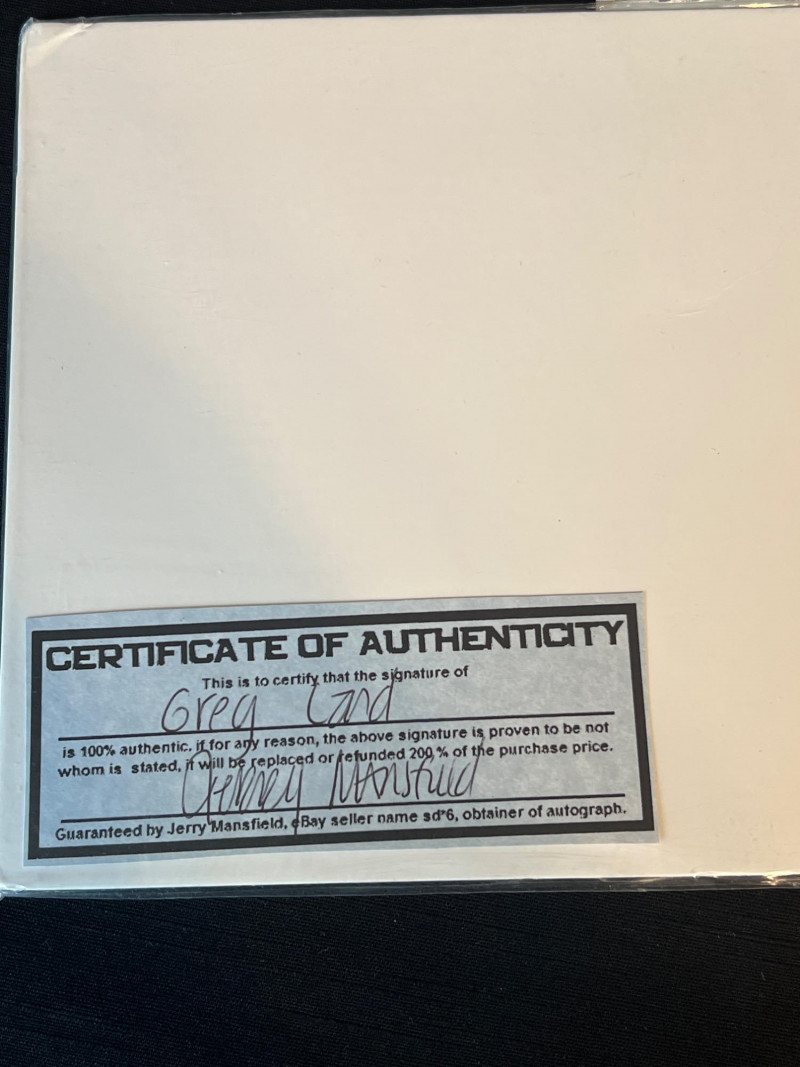 CERTIFICATE OF AUTHENTICITY
This is to certify that the signature of
Greg Land
is 100% authentic. if for any reason, the above signature is proven to be not
whom is stated, it will be replaced or refunded 200% of the purchase price.
Jerry Mansfield
Guaranteed by Jerry Mansfield, eBay seller name sd*6, obtainer of autograph.